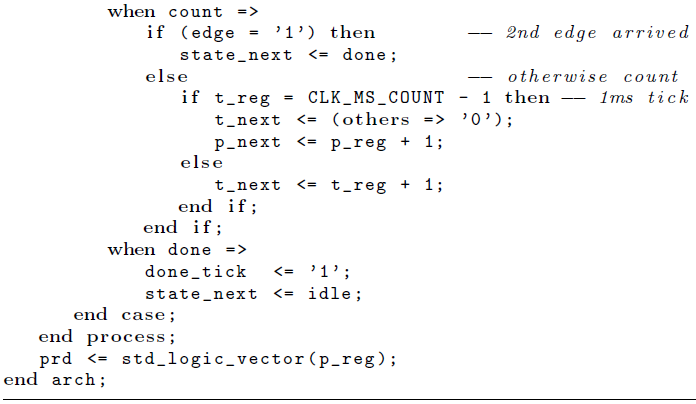 when count =>
if (edge = '1') then -- 2nd edge arrived
state_next <= done;
else -- otherwise count
if t_reg = CLK_MS_COUNT - 1 then -- 1ms tick
t_next <= (others => '0');
p_next <= p_reg + 1;
else
t_next <= t_reg + 1;
end if;
end if;
when done =>
done_tick <= '1';
state_next <= idle;
end case;
end process;
prd <= std_logic_vector(p_reg);
end arch;